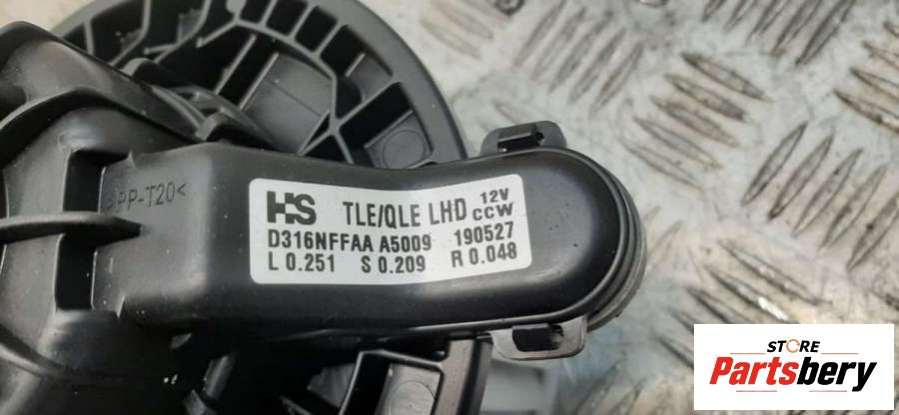 >PP-T20<
HS TLE/QLE LHD 12V CCW
D316NFFAA A5009 190527
L 0.251 S 0.209 R 0.048
STORE
Partsbery